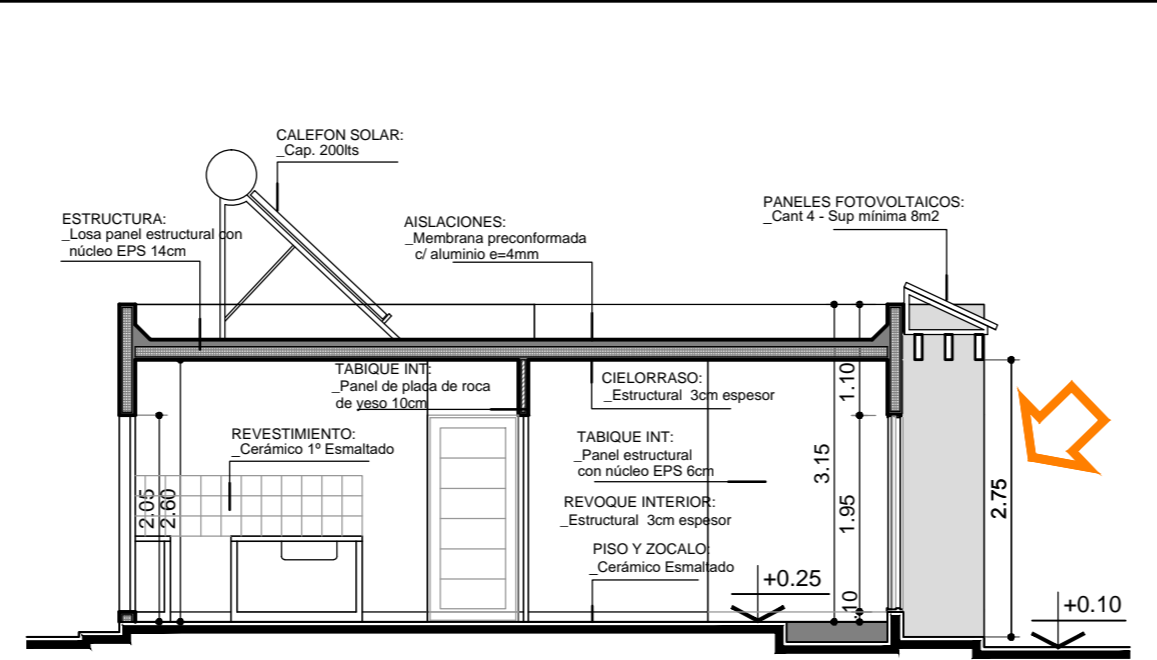 CALEFON SOLAR:
_Cap. 200lts
PANELES FOTOVOLTAICOS:
_Cant 4 - Sup mínima 8m2
ESTRUCTURA:
_Losa panel estructural con
núcleo EPS 14cm
AISLACIONES:
_Membrana preconformada
c/ aluminio e=4mm
TABIQUE INT:
_Panel de placa de roca
de yeso 10cm
CIELORRASO:
_Estructural 3cm espesor
REVESTIMIENTO:
_Cerámico 1º Esmaltado
TABIQUE INT:
_Panel estructural
con núcleo EPS 6cm
REVOQUE INTERIOR:
_Estructural 3cm espesor
PISO Y ZOCALO:
_Cerámico Esmaltado
2.05
2.60
3.15
1.10
1.95
.10
2.75
+0.25
+0.10